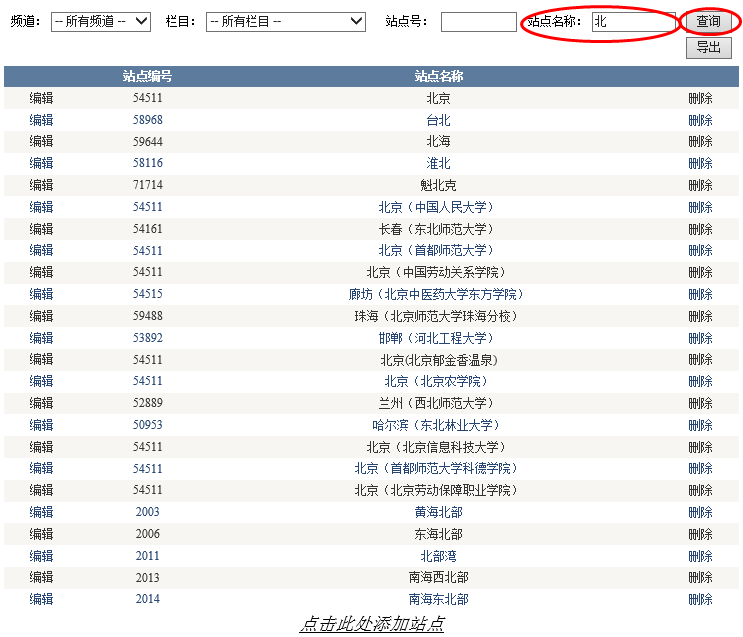 频道： -- 所有频道 -- 栏目： -- 所有栏目 -- 站点号： 站点名称： 北 查询
导出
站点编号 站点名称
编辑 54511 北京 删除
编辑 58968 台北 删除
编辑 59644 北海 删除
编辑 58116 淮北 删除
编辑 71714 魁北克 删除
编辑 54511 北京（中国人民大学） 删除
编辑 54161 长春（东北师范大学） 删除
编辑 54511 北京（首都师范大学） 删除
编辑 54511 北京（中国劳动关系学院） 删除
编辑 54515 廊坊（北京中医药大学东方学院） 删除
编辑 59488 珠海（北京师范大学珠海分校） 删除
编辑 53892 邯郸（河北工程大学） 删除
编辑 54511 北京(北京郁金香温泉) 删除
编辑 54511 北京（北京农学院） 删除
编辑 52889 兰州（西北师范大学） 删除
编辑 50953 哈尔滨（东北林业大学） 删除
编辑 54511 北京（北京信息科技大学） 删除
编辑 54511 北京（首都师范大学科德学院） 删除
编辑 54511 北京（北京劳动保障职业学院） 删除
编辑 2003 黄海北部 删除
编辑 2006 东海北部 删除
编辑 2011 北部湾 删除
编辑 2013 南海西北部 删除
编辑 2014 南海东北部 删除
点击此处添加站点